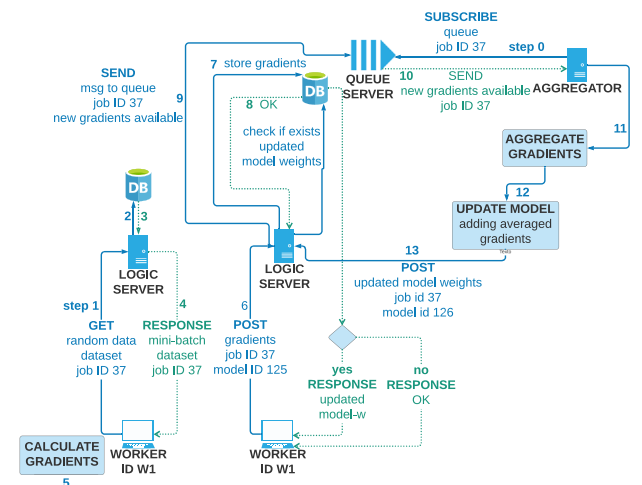 SUBSCRIBE
queue
job ID 37
step 0
QUEUE
SERVER
10
SEND
new gradients available
job ID 37
AGGREGATOR
11
AGGREGATE
GRADIENTS
12
UPDATE MODEL
adding averaged
gradients
Texto
13
POST
updated model weights
job id 37
model id 126
SEND
msg to queue
job ID 37
new gradients available
9
7 store gradients
DB
8 OK
check if exists
updated
model weights
DB
2
3
LOGIC
SERVER
LOGIC
SERVER
step 1
GET
random data
dataset
job ID 37
4
RESPONSE
mini-batch
dataset
job ID 37
6
POST
gradients
job ID 37
model ID 125
yes
RESPONSE
updated
model-w
no
RESPONSE
OK
CALCULATE
GRADIENTS
5
WORKER
ID W1
WORKER
ID W1